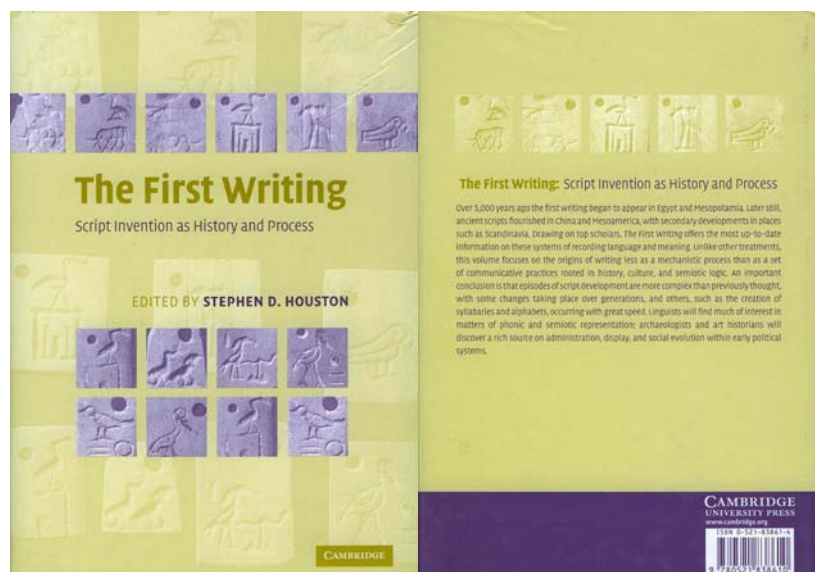 The First Writing
Script Invention as History and Process
EDITED BY STEPHEN D. HOUSTON
CAMBRIDGE
The First Writing: Script Invention as History and Process
Over 5,000 years ago the first writing began to appear in Egypt and Mesopotamia. Later still,
ancient scripts flourished in China and Mesoamerica, with secondary developments in places
such as Scandinavia. Drawing on top scholars, The First Writing offers the most up-to-date
information on these systems of recording language and meaning. Unlike other treatments,
this volume focuses on the origins of writing less as a mechanistic process than as a set
of communicative practices rooted in history, culture, and semiotic logic. An important
conclusion is that episodes of script development are more complex than previously thought,
with some changes taking place over generations, and others, such as the creation of
syllabaries and alphabets, occurring with great speed. Linguists will find much of interest in
matters of phonic and semiotic representation; archaeologists and art historians will
discover a rich source on administration, display, and social evolution within early political
systems.
CAMBRIDGE
UNIVERSITY PRESS
www.cambridge.org
ISBN 0-521-83861-4
9 780521 838610